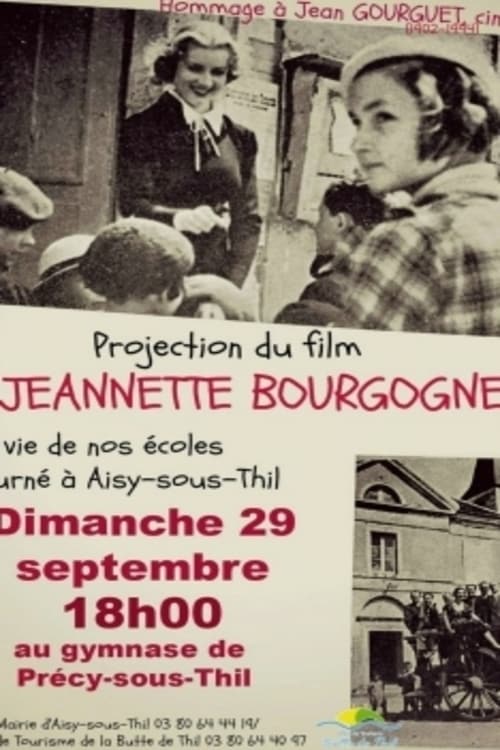 Hommage à Jean GOURGUET, cin
(1902-1994)
Projection du film
JEANNETTE BOURGOGNE
vie de nos écoles
urné à Aisy-sous-Thil
Dimanche 29
septembre
18h00
au gymnase de
Précy-sous-Thil
Mairie d'Aisy-sous-Thil 03 80 64 44 19/
de Tourisme de la Butte de Thil 03 80 64 40 97